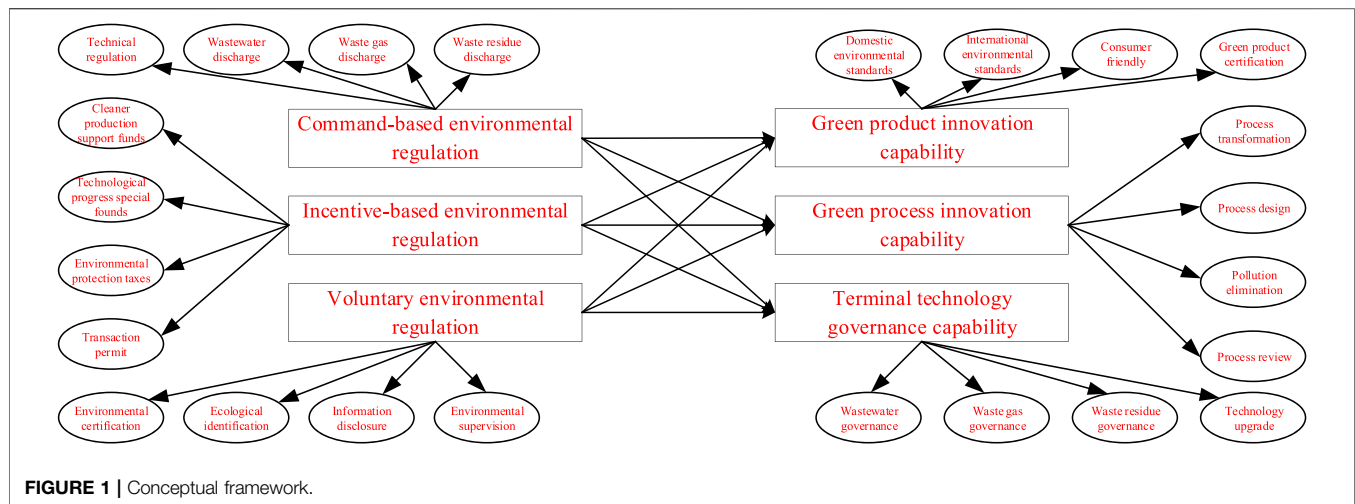 Technical
regulation
Wastewater
discharge
Waste gas
discharge
Waste residue
discharge
Domestic
environmental
standards
International
environmental
standards
Consumer
friendly
Green product
certification
Cleaner
production
support funds
Technological
progress special
founds
Environmental
protection taxes
Transaction
permit
Command-based environmental
regulation
Incentive-based environmental
regulation
Voluntary environmental
regulation
Green product innovation
capability
Green process innovation
capability
Terminal technology
governance capability
Process
transformation
Process design
Pollution
elimination
Process review
Environmental
certification
Ecological
identification
Information
disclosure
Environmental
supervision
Wastewater
governance
Waste gas
governance
Waste residue
governance
Technology
upgrade
FIGURE 1 | Conceptual framework.